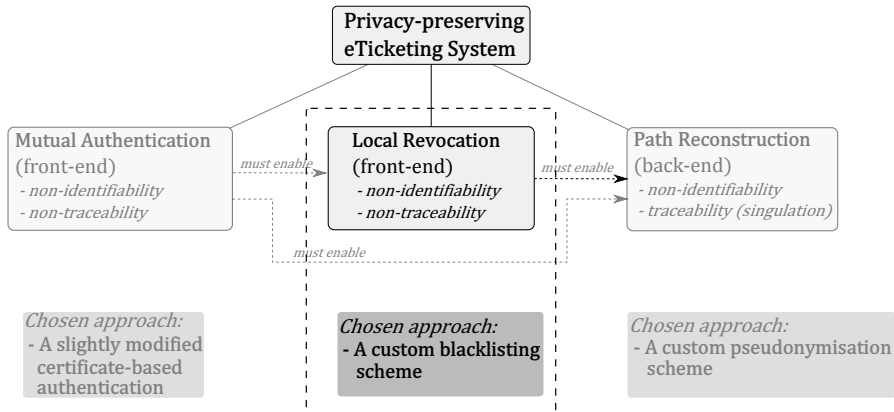 Privacy-preserving
eTicketing System
Mutual Authentication
(front-end)
- non-identifiability
- non-traceability
must enable
Local Revocation
(front-end)
- non-identifiability
- non-traceability
must enable
Path Reconstruction
(back-end)
- non-identifiability
- traceability (singulation)
must enable
Chosen approach:
- A slightly modified
certificate-based
authentication
Chosen approach:
- A custom blacklisting
scheme
Chosen approach:
- A custom pseudonymisation
scheme